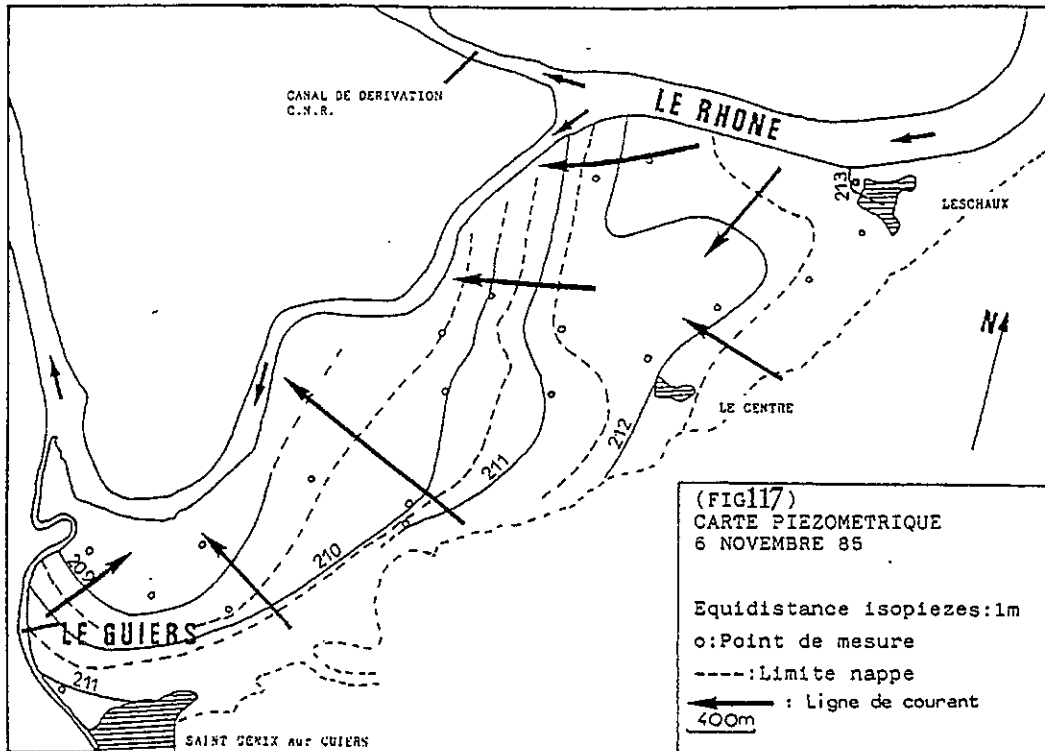 CANAL DE DERIVATION
C.N.R.
LE RHONE
213
LESCHAUX
N
LE CENTRE
212
211
210
209
LE GUIERS
211
SAINT GENIX sur GUIERS
(FIG117)
CARTE PIEZOMETRIQUE
6 NOVEMBRE 85
Equidistance isopiezes:1m
o:Point de mesure
----:Limite nappe
: Ligne de courant
400m